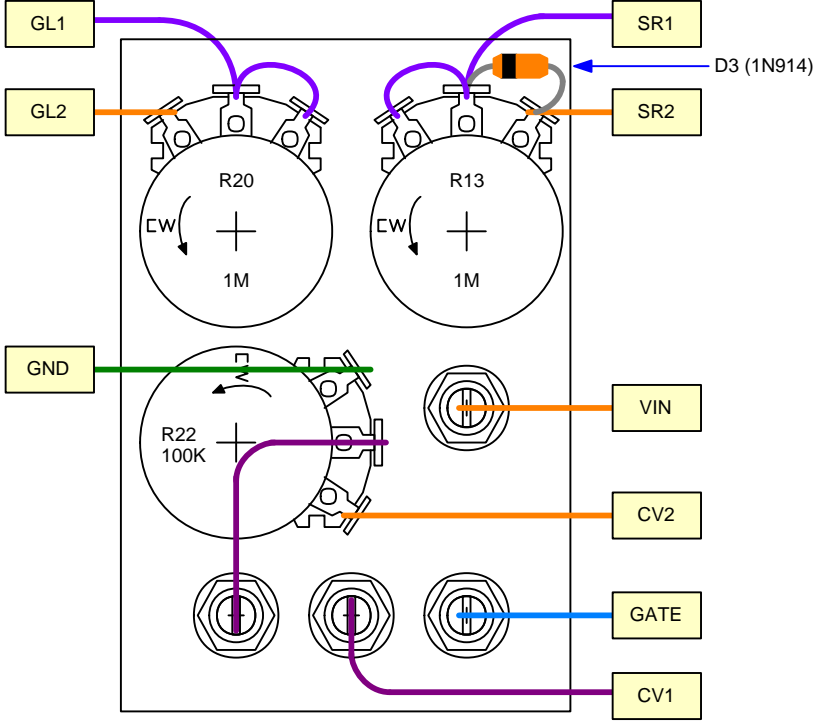 GL1
SR1
D3 (1N914)
GL2
SR2
R20
R13
CW
CW
1M
1M
GND
CW
VIN
R22
100K
CV2
GATE
CV1